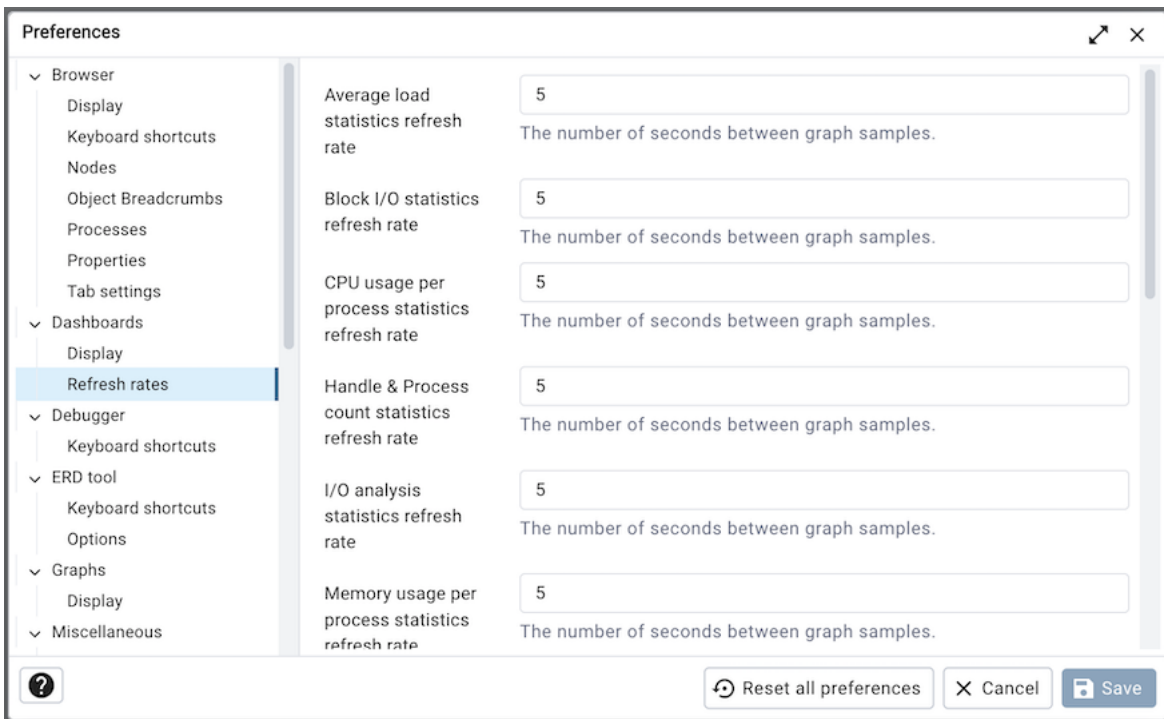 Preferences
Browser
Display
Keyboard shortcuts
Nodes
Object Breadcrumbs
Processes
Properties
Tab settings
Dashboards
Display
Refresh rates
Debugger
Keyboard shortcuts
ERD tool
Keyboard shortcuts
Options
Graphs
Display
Miscellaneous
Average load
statistics refresh
rate
5
The number of seconds between graph samples.
Block I/O statistics
refresh rate
5
The number of seconds between graph samples.
CPU usage per
process statistics
refresh rate
5
The number of seconds between graph samples.
Handle & Process
count statistics
refresh rate
5
The number of seconds between graph samples.
I/O analysis
statistics refresh
rate
5
The number of seconds between graph samples.
Memory usage per
process statistics
refresh rate
5
The number of seconds between graph samples.
?
Reset all preferences
Cancel
Save